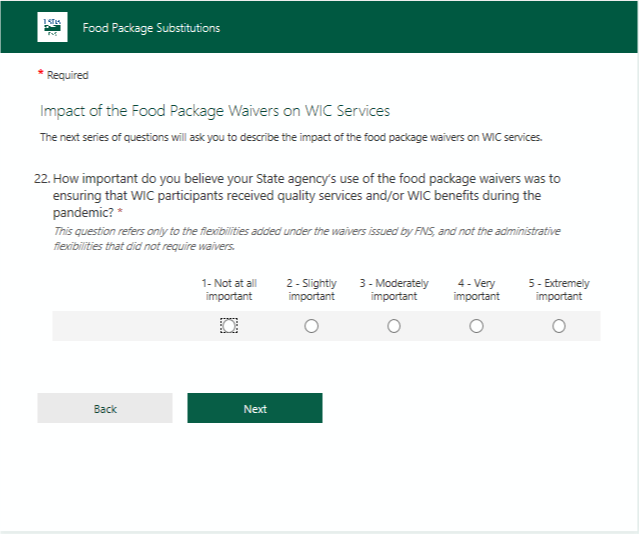 Food Package Substitutions
* Required
Impact of the Food Package Waivers on WIC Services
The next series of questions will ask you to describe the impact of the food package waivers on WIC services.
22. How important do you believe your State agency's use of the food package waivers was to
ensuring that WIC participants received quality services and/or WIC benefits during the
pandemic? *
This question refers only to the flexibilities added under the waivers issued by FNS, and not the administrative
flexibilities that did not require waivers.
1- Not at all important
2 - Slightly important
3 - Moderately important
4 - Very important
5 - Extremely important
Back
Next